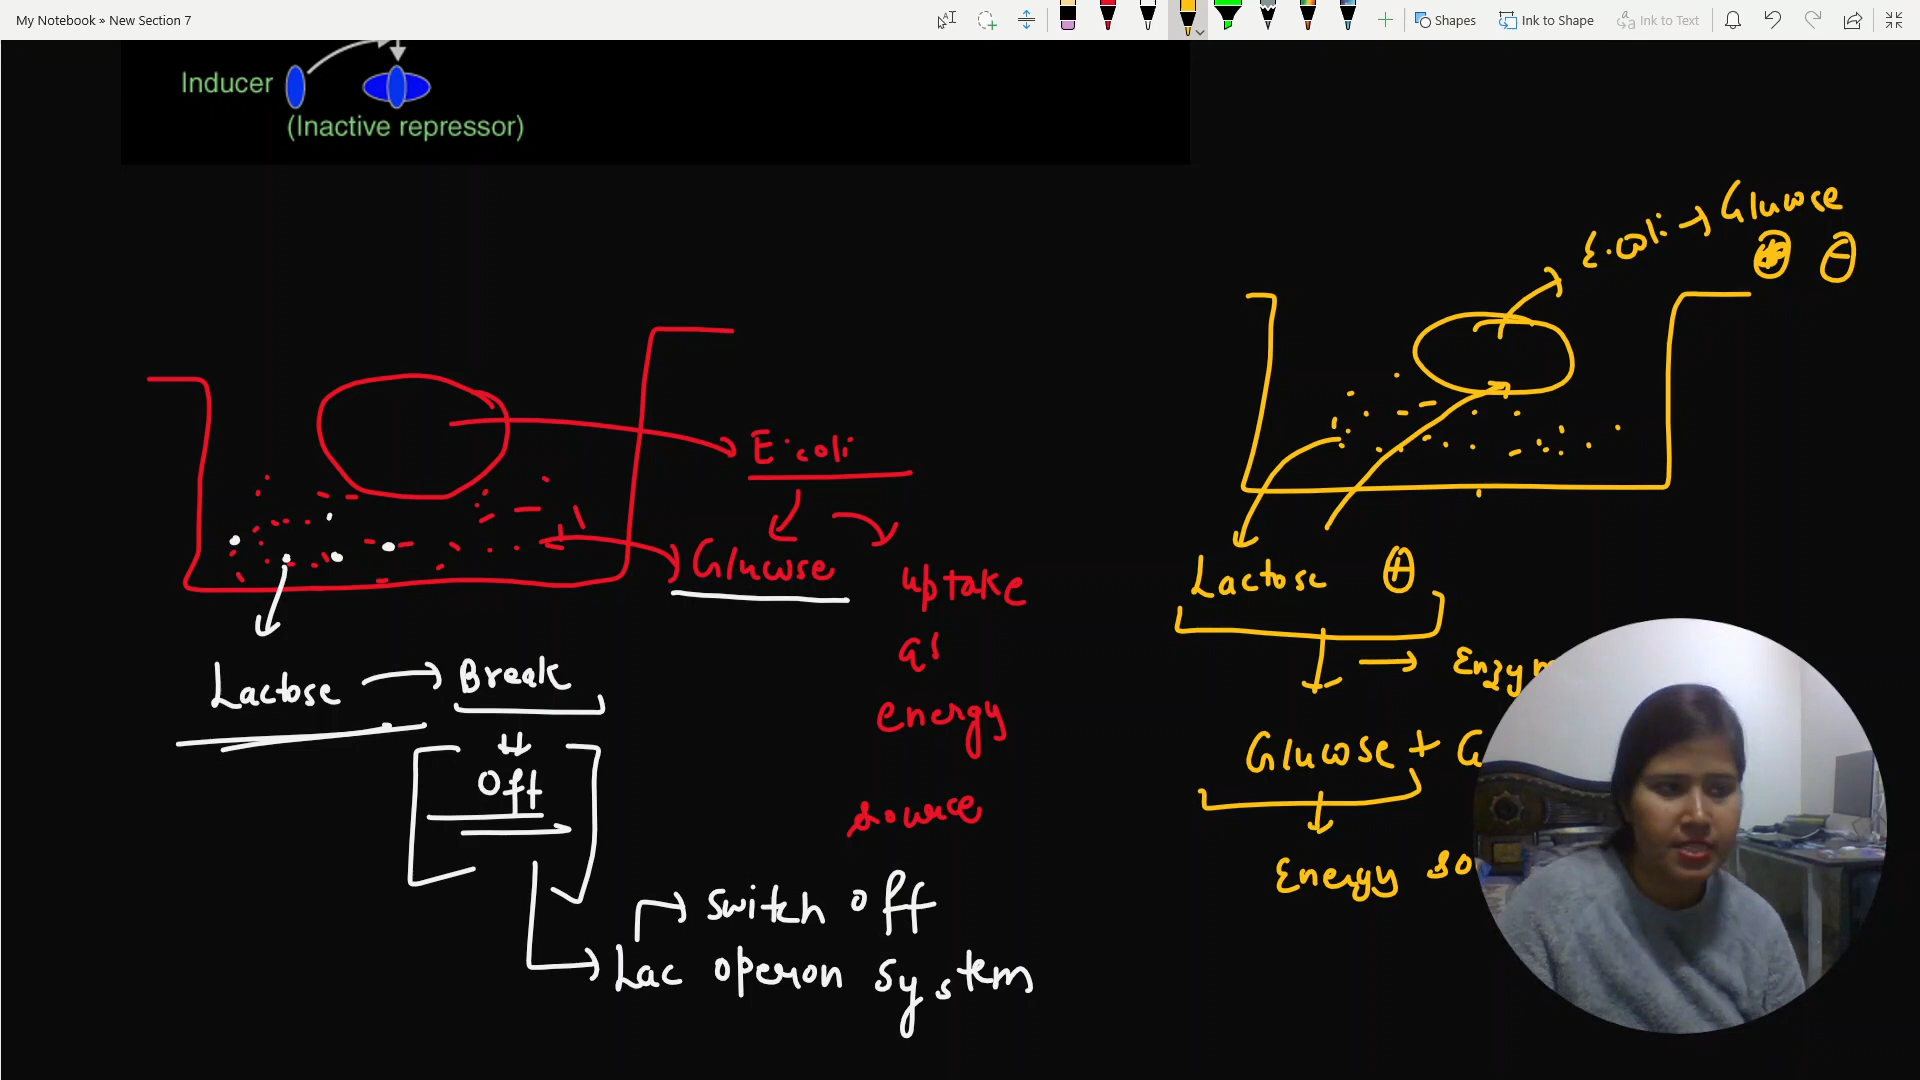 My Notebook » New Section 7
Shapes
Ink to Shape
Ink to Text
Inducer
(Inactive repressor)
E.coli → Glucose
E.coli
Glucose
uptake
as
energy
source
Lactose → Break
Off
Switch off
Lac operon system
Lactose
Glucose +
Energy